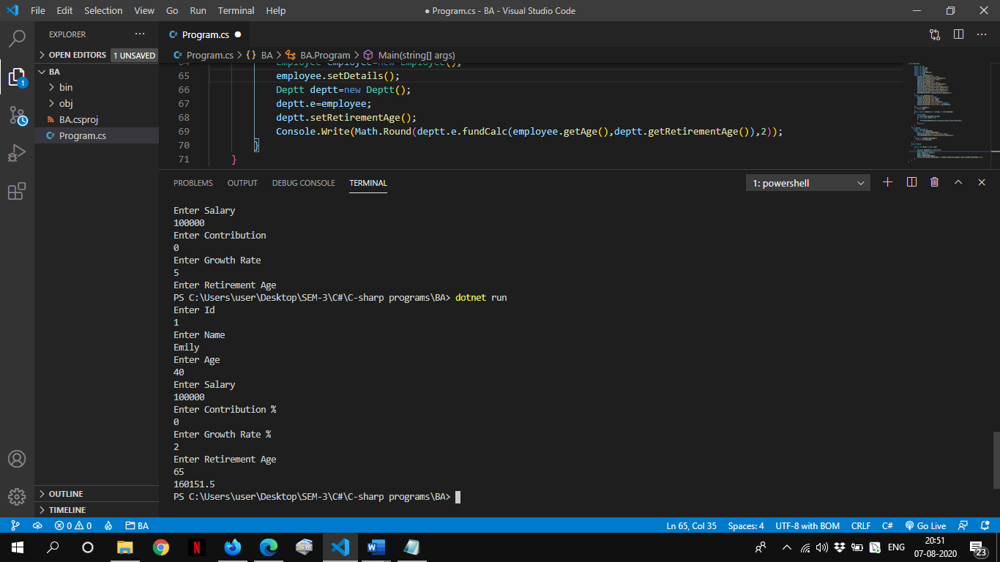 File Edit Selection View Go Run Terminal Help ● Program.cs - BA - Visual Studio Code
EXPLORER ···
OPEN EDITORS 1 UNSAVED
BA
bin
obj
BA.csproj
C# Program.cs
OUTLINE
TIMELINE
C# Program.cs ●
C# Program.cs > {} BA > BA.Program > Main(string[] args)
64 Employee employee=new Employee();
65 employee.setDetails();
66 Deptt deptt=new Deptt();
67 deptt.e=employee;
68 deptt.setRetirementAge();
69 Console.Write(Math.Round(deptt.e.fundCalc(employee.getAge(),deptt.getRetirementAge()),2));
70 }
71 }
PROBLEMS OUTPUT DEBUG CONSOLE TERMINAL 1: powershell
Enter Salary
100000
Enter Contribution
0
Enter Growth Rate
5
Enter Retirement Age
PS C:\Users\user\Desktop\SEM-3\C#\C-sharp programs\BA> dotnet run
Enter Id
1
Enter Name
Emily
Enter Age
40
Enter Salary
100000
Enter Contribution %
0
Enter Growth Rate %
2
Enter Retirement Age
65
160151.5
PS C:\Users\user\Desktop\SEM-3\C#\C-sharp programs\BA>
0 0 BA Ln 65, Col 35 Spaces: 4 UTF-8 with BOM CRLF C# Go Live
ENG 20:51
07-08-2020 23